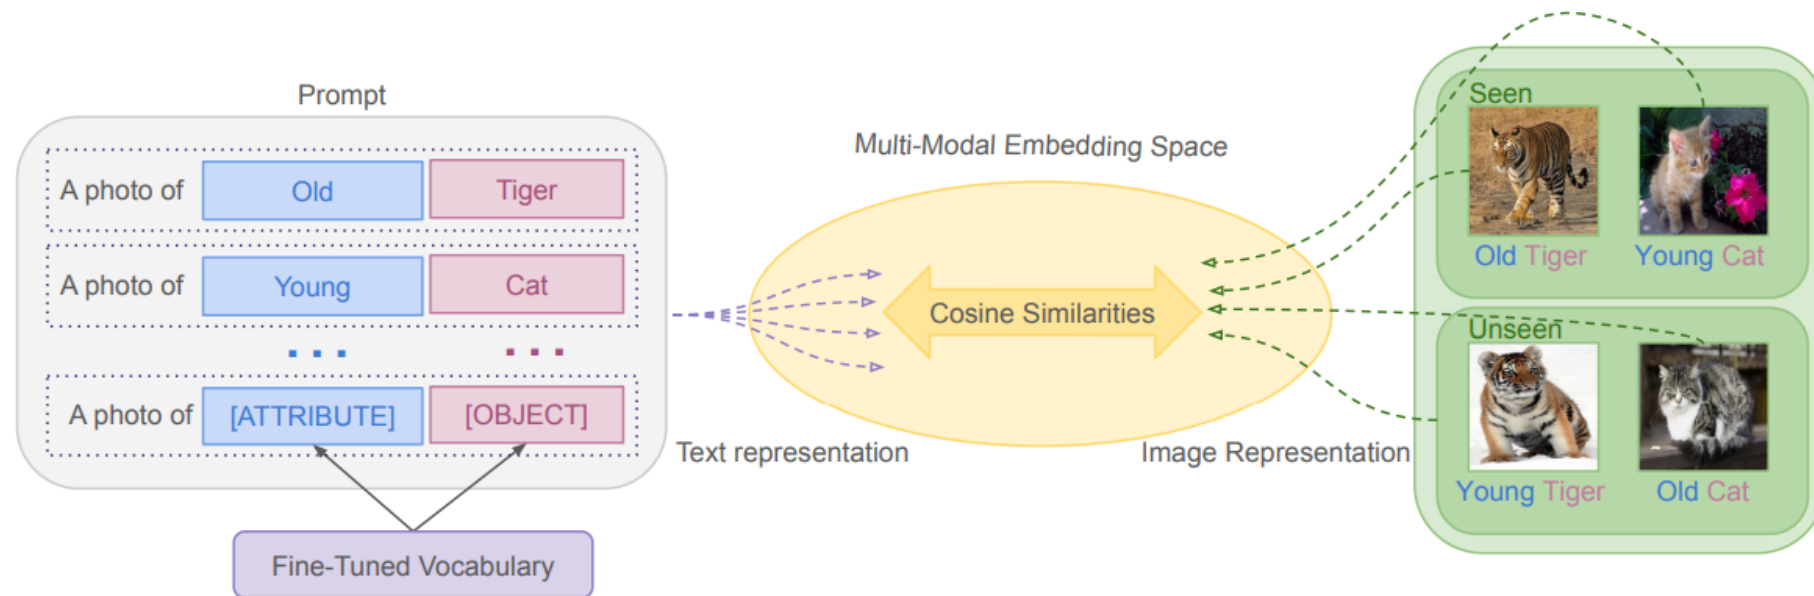 Prompt
A photo of Old Tiger
A photo of Young Cat
... ...
A photo of [ATTRIBUTE] [OBJECT]
Fine-Tuned Vocabulary
Multi-Modal Embedding Space
Cosine Similarities
Text representation
Image Representation
Seen
Old Tiger Young Cat
Unseen
Young Tiger Old Cat